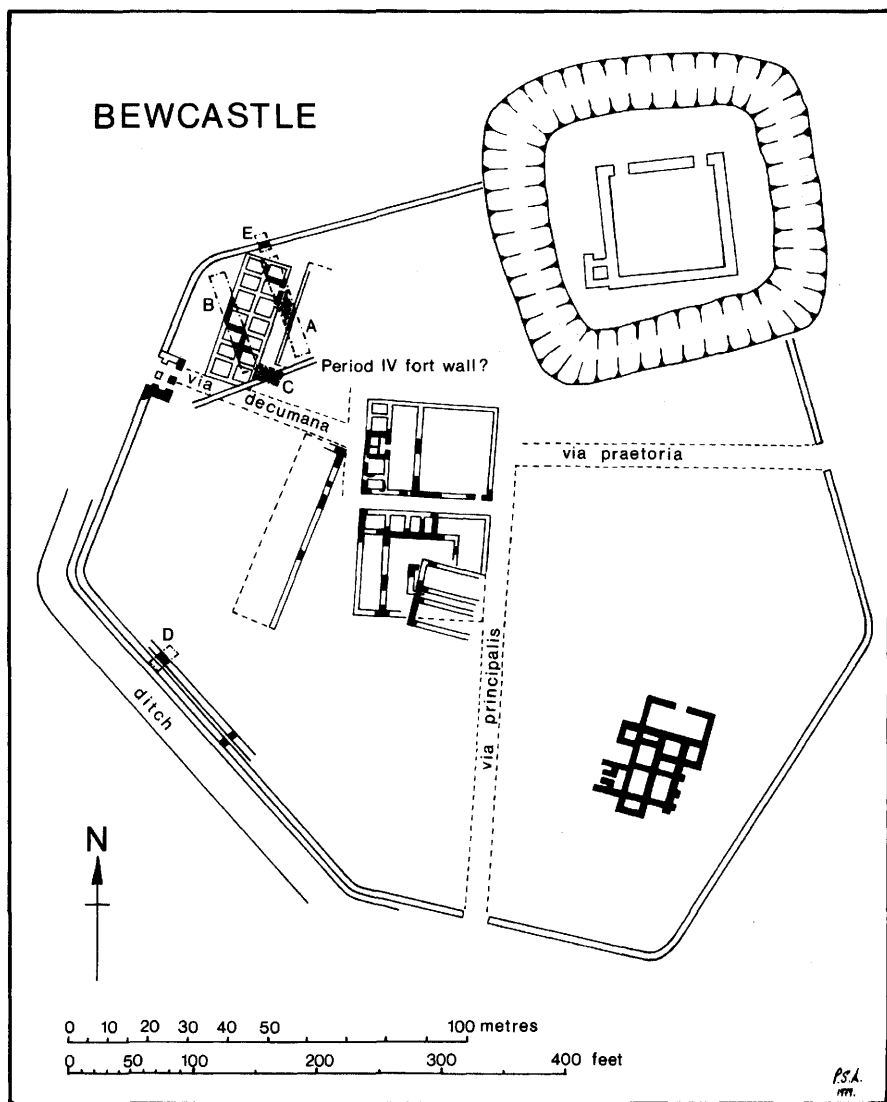 BEWCASTLE
E
B
A
Period IV fort wall?
C
via
decumana
via praetoria
via principalis
D
ditch
N
0 10 20 30 40 50 100 metres
0 50 100 200 300 400 feet
P.S.A.
1979.